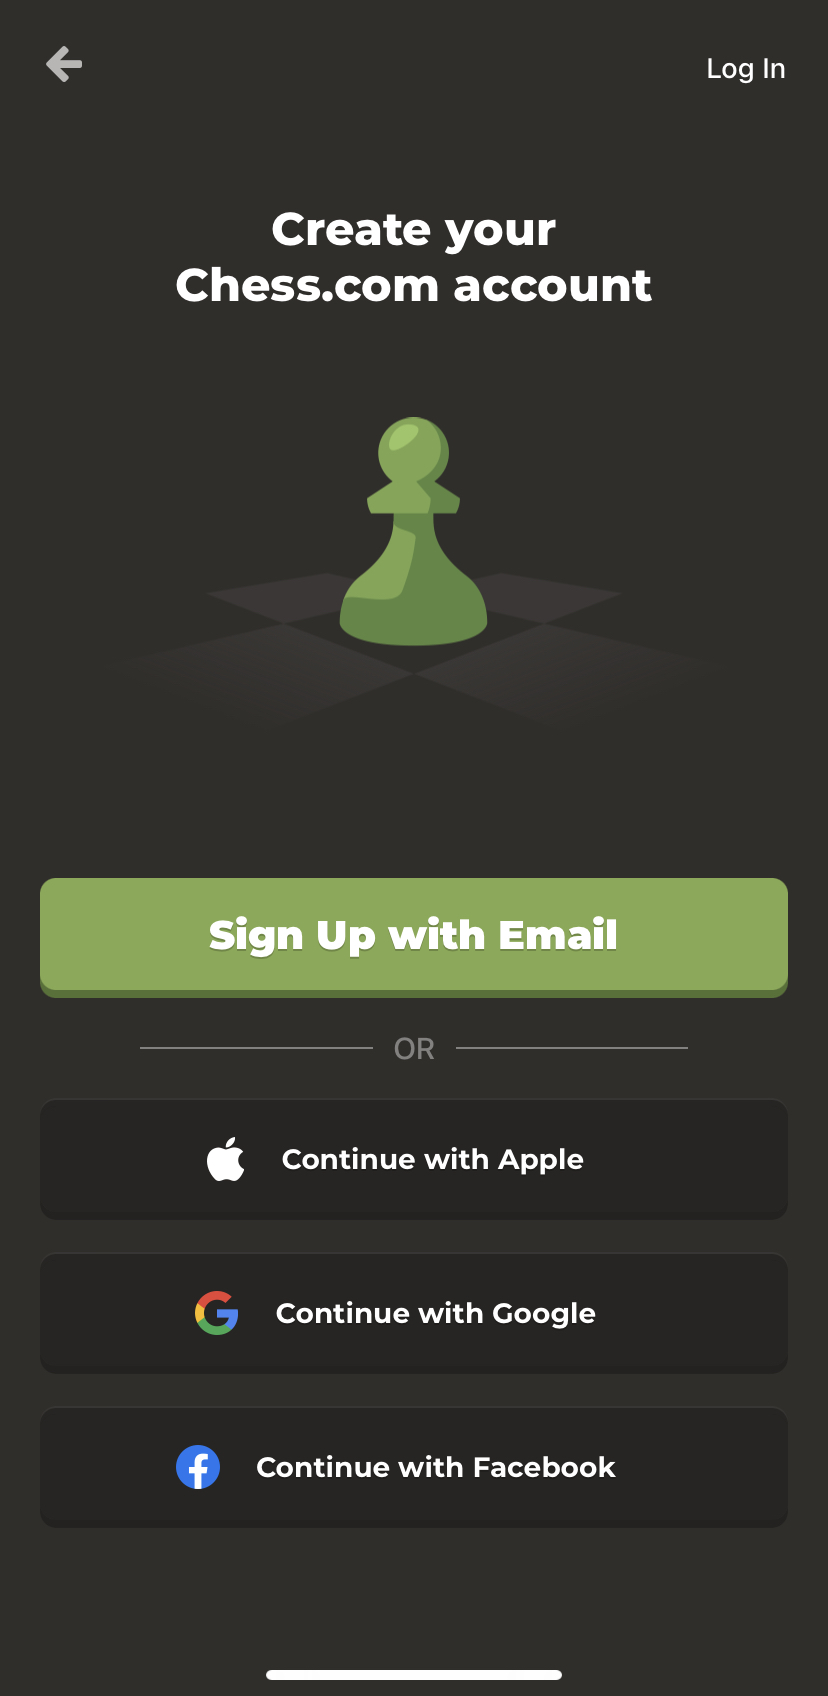 Log In
Create your
Chess.com account
Sign Up with Email
OR
Continue with Apple
Continue with Google
Continue with Facebook